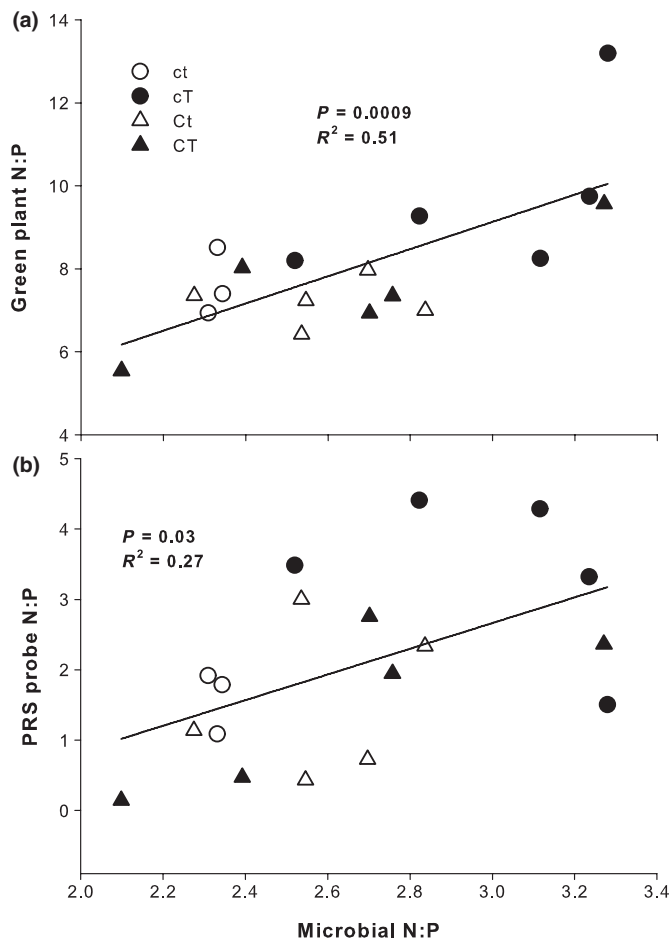 (a)
14
12
10
8
6
4
Green plant N:P
ct
cT
Ct
CT
P = 0.0009
R² = 0.51
(b)
5
4
3
2
1
0
PRS probe N:P
P = 0.03
R² = 0.27
2.0 2.2 2.4 2.6 2.8 3.0 3.2 3.4
Microbial N:P